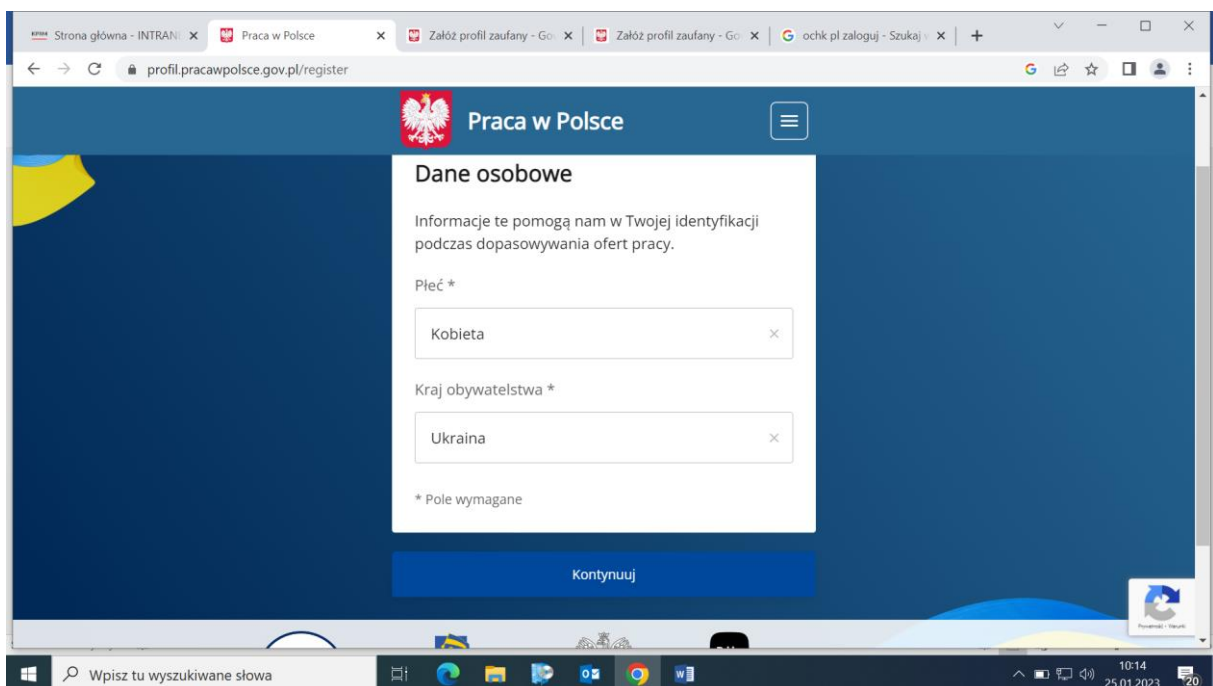 Strona główna - INTRAN
Praca w Polsce
Załóż profil zaufany - Go
Załóż profil zaufany - Go
ochk pl zaloguj - Szukaj
profil.pracawpolsce.gov.pl/register
Praca w Polsce
Dane osobowe
Informacje te pomogą nam w Twojej identyfikacji
podczas dopasowywania ofert pracy.
Płeć *
Kobieta
Kraj obywatelstwa *
Ukraina
* Pole wymagane
Kontynuuj
Wpisz tu wyszukiwane słowa
10:14
25.01.2023
20